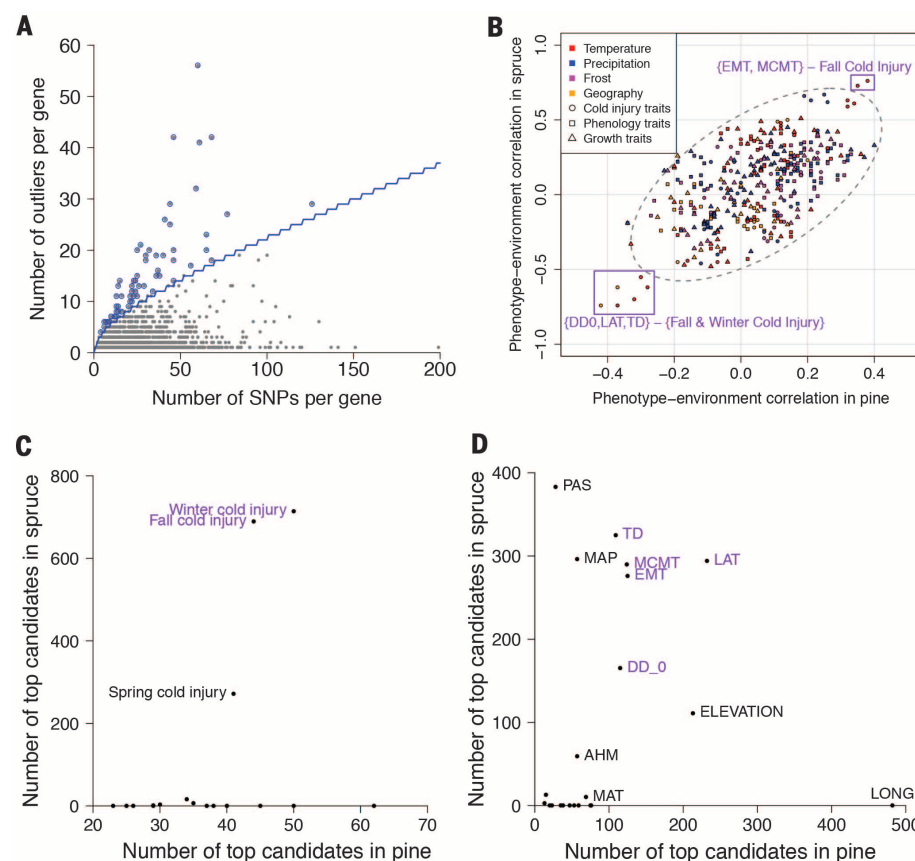 A
60
50
40
30
20
10
0
0
50
100
150
200
Number of outliers per gene
Number of SNPs per gene
B
1.0
0.5
0.0
−0.5
−1.0
−0.4
−0.2
0.0
0.2
0.4
Phenotype−environment correlation in spruce
Phenotype−environment correlation in pine
Temperature
Precipitation
Frost
Geography
Cold injury traits
Phenology traits
Growth traits
{EMT, MCMT} − Fall Cold Injury
{DD0,LAT,TD} − {Fall & Winter Cold Injury}
C
800
600
400
200
0
20
30
40
50
60
70
Number of top candidates in spruce
Number of top candidates in pine
Winter cold injury
Fall cold injury
Spring cold injury
D
400
300
200
100
0
0
100
200
300
400
500
Number of top candidates in spruce
Number of top candidates in pine
PAS
TD
MAP
MCMT
LAT
EMT
DD_0
ELEVATION
AHM
MAT
LONG